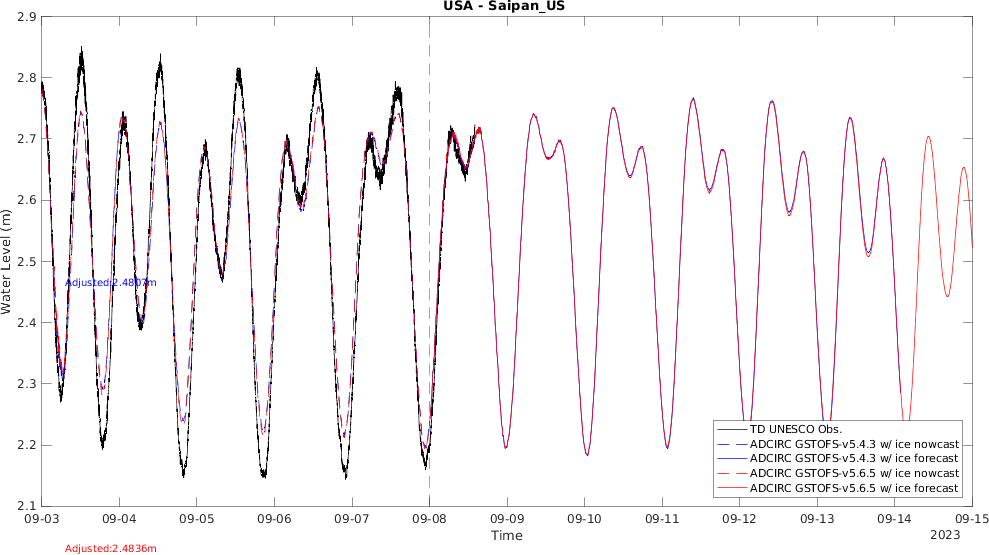 USA - Saipan_US
2.9
2.8
2.7
2.6
2.5
2.4
2.3
2.2
2.1
Water Level (m)
Adjusted:2.4807m
TD UNESCO Obs.
ADCIRC GSTOFS-v5.4.3 w/ ice nowcast
ADCIRC GSTOFS-v5.4.3 w/ ice forecast
ADCIRC GSTOFS-v5.6.5 w/ ice nowcast
ADCIRC GSTOFS-v5.6.5 w/ ice forecast
09-03 09-04 09-05 09-06 09-07 09-08 09-09 09-10 09-11 09-12 09-13 09-14 09-15
Time 2023
Adjusted:2.4836m